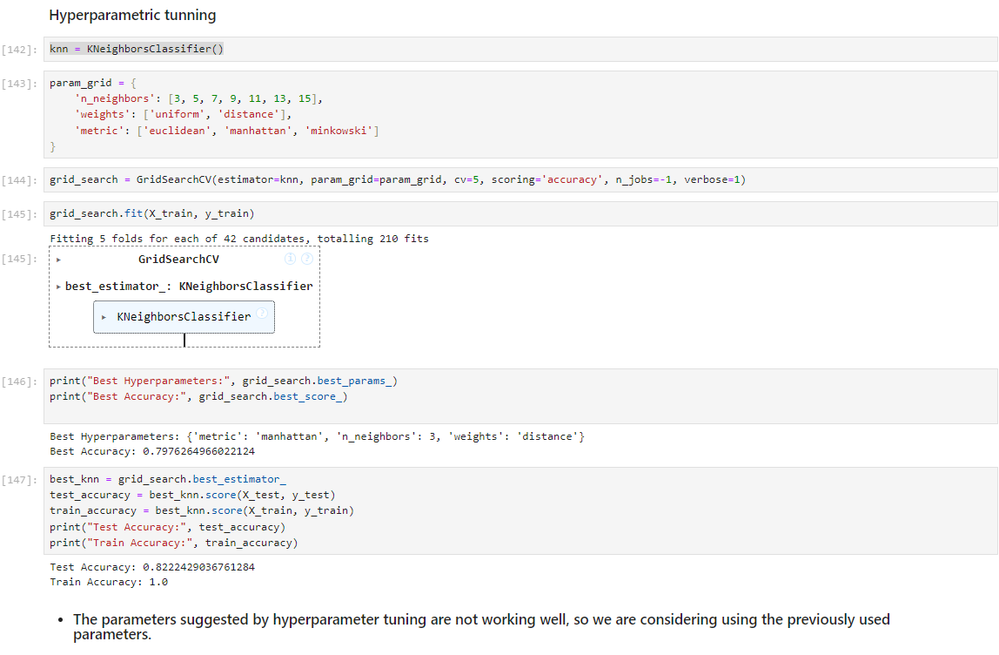 Hyperparametric tunning
[142]: knn = KNeighborsClassifier()
[143]: param_grid = {
'n_neighbors': [3, 5, 7, 9, 11, 13, 15],
'weights': ['uniform', 'distance'],
'metric': ['euclidean', 'manhattan', 'minkowski']
}
[144]: grid_search = GridSearchCV(estimator=knn, param_grid=param_grid, cv=5, scoring='accuracy', n_jobs=-1, verbose=1)
[145]: grid_search.fit(X_train, y_train)
Fitting 5 folds for each of 42 candidates, totalling 210 fits
[145]: ▸ GridSearchCV i ?
▸ best_estimator_: KNeighborsClassifier
▸ KNeighborsClassifier ?
[146]: print("Best Hyperparameters:", grid_search.best_params_)
print("Best Accuracy:", grid_search.best_score_)
Best Hyperparameters: {'metric': 'manhattan', 'n_neighbors': 3, 'weights': 'distance'}
Best Accuracy: 0.7976264966022124
[147]: best_knn = grid_search.best_estimator_
test_accuracy = best_knn.score(X_test, y_test)
train_accuracy = best_knn.score(X_train, y_train)
print("Test Accuracy:", test_accuracy)
print("Train Accuracy:", train_accuracy)
Test Accuracy: 0.8222429036761284
Train Accuracy: 1.0
• The parameters suggested by hyperparameter tuning are not working well, so we are considering using the previously used
parameters.